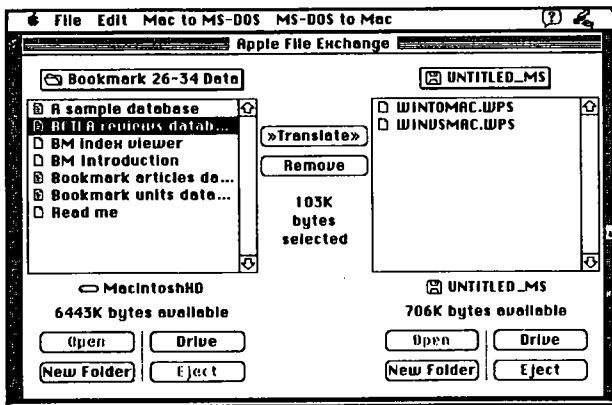 File Edit Mac to MS-DOS MS-DOS to Mac
Apple File Exchange
Bookmark 26-34 Data
UNTITLED_MS
A sample database
BCTLA reviews datab...
BM index viewer
BM Introduction
Bookmark articles da...
Bookmark units data...
Read me
»Translate»
Remove
103K
bytes
selected
WINTOMAC.WPS
WINVSMAC.WPS
MacintoshHD
6443K bytes available
Open
Drive
New Folder
Eject
UNTITLED_MS
706K bytes available
Open
Drive
New Folder
Eject